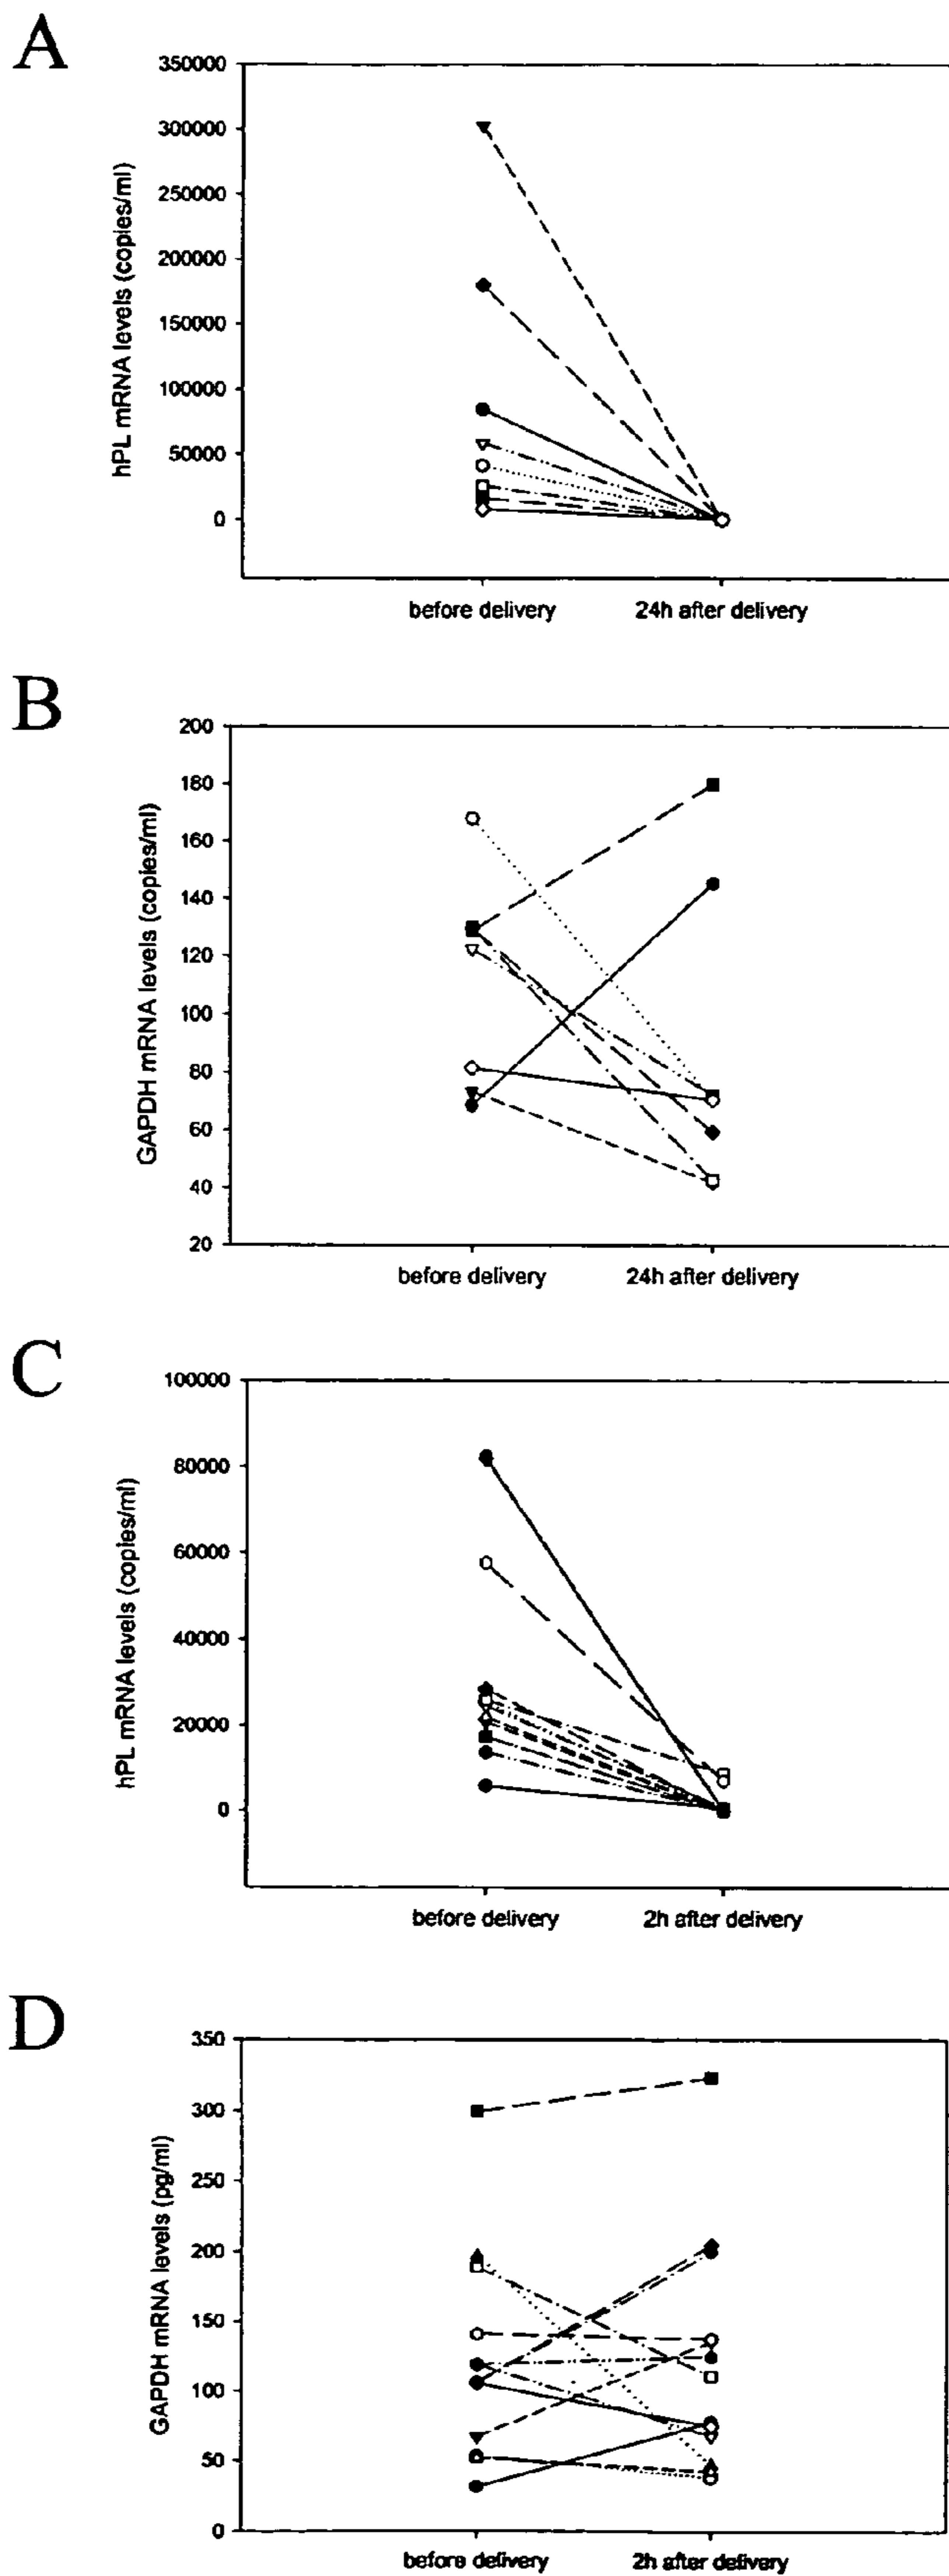 A
hPL mRNA levels (copies/ml)
350000
300000
250000
200000
150000
100000
50000
0
before delivery 24h after delivery
B
GAPDH mRNA levels (copies/ml)
200
180
160
140
120
100
80
60
40
20
before delivery 24h after delivery
C
hPL mRNA levels (copies/ml)
100000
80000
60000
40000
20000
0
before delivery 2h after delivery
D
GAPDH mRNA levels (pg/ml)
350
300
250
200
150
100
50
0
before delivery 2h after delivery